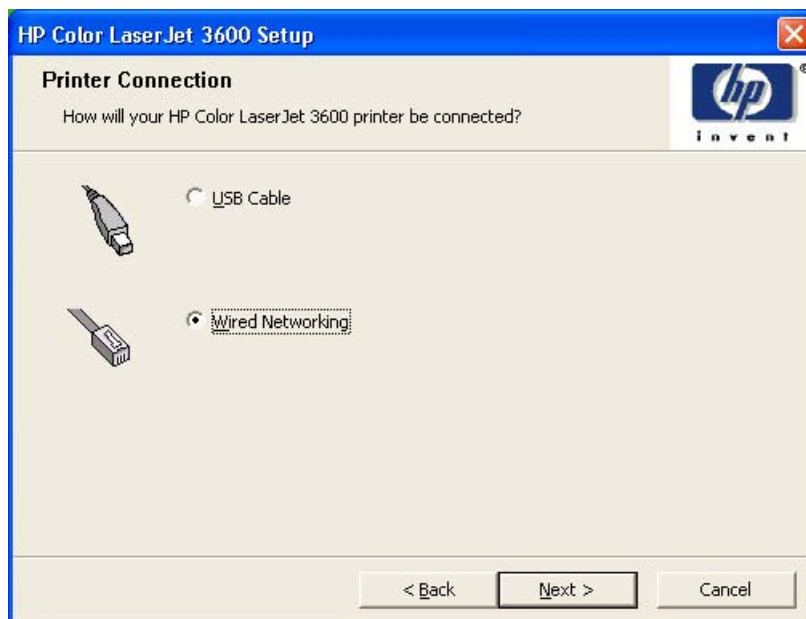 HP Color LaserJet 3600 Setup
Printer Connection
How will your HP Color LaserJet 3600 printer be connected?
hp
®
invent
USB Cable
Wired Networking
< Back
Next >
Cancel